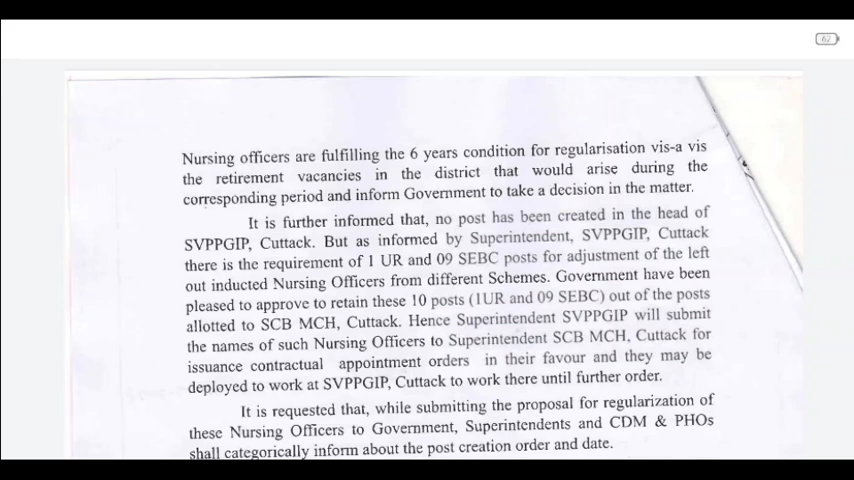 62
Nursing officers are fulfilling the 6 years condition for regularisation vis-a vis
the retirement vacancies in the district that would arise during the
corresponding period and inform Government to take a decision in the matter.
It is further informed that, no post has been created in the head of
SVPPGIP, Cuttack. But as informed by Superintendent, SVPPGIP, Cuttack
there is the requirement of 1 UR and 09 SEBC posts for adjustment of the left
out inducted Nursing Officers from different Schemes. Government have been
pleased to approve to retain these 10 posts (1UR and 09 SEBC) out of the posts
allotted to SCB MCH, Cuttack. Hence Superintendent SVPPGIP will submit
the names of such Nursing Officers to Superintendent SCB MCH, Cuttack for
issuance contractual appointment orders in their favour and they may be
deployed to work at SVPPGIP, Cuttack to work there until further order.
It is requested that, while submitting the proposal for regularization of
these Nursing Officers to Government, Superintendents and CDM & PHOs
shall categorically inform about the post creation order and date.